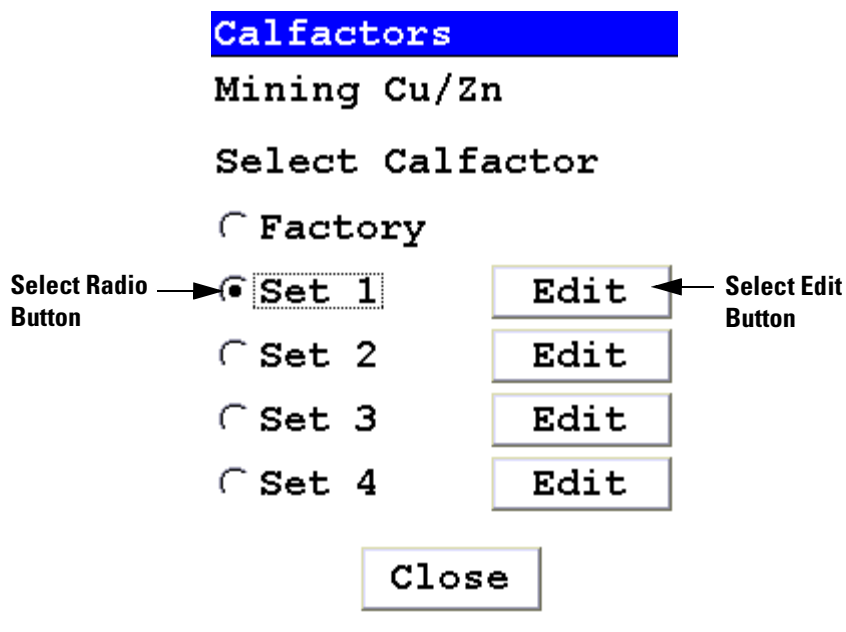 Calfactors
Mining Cu/Zn
Select Calfactor
Factory
Select Radio
Button
Set 1
Edit
Select Edit
Button
Set 2
Edit
Set 3
Edit
Set 4
Edit
Close